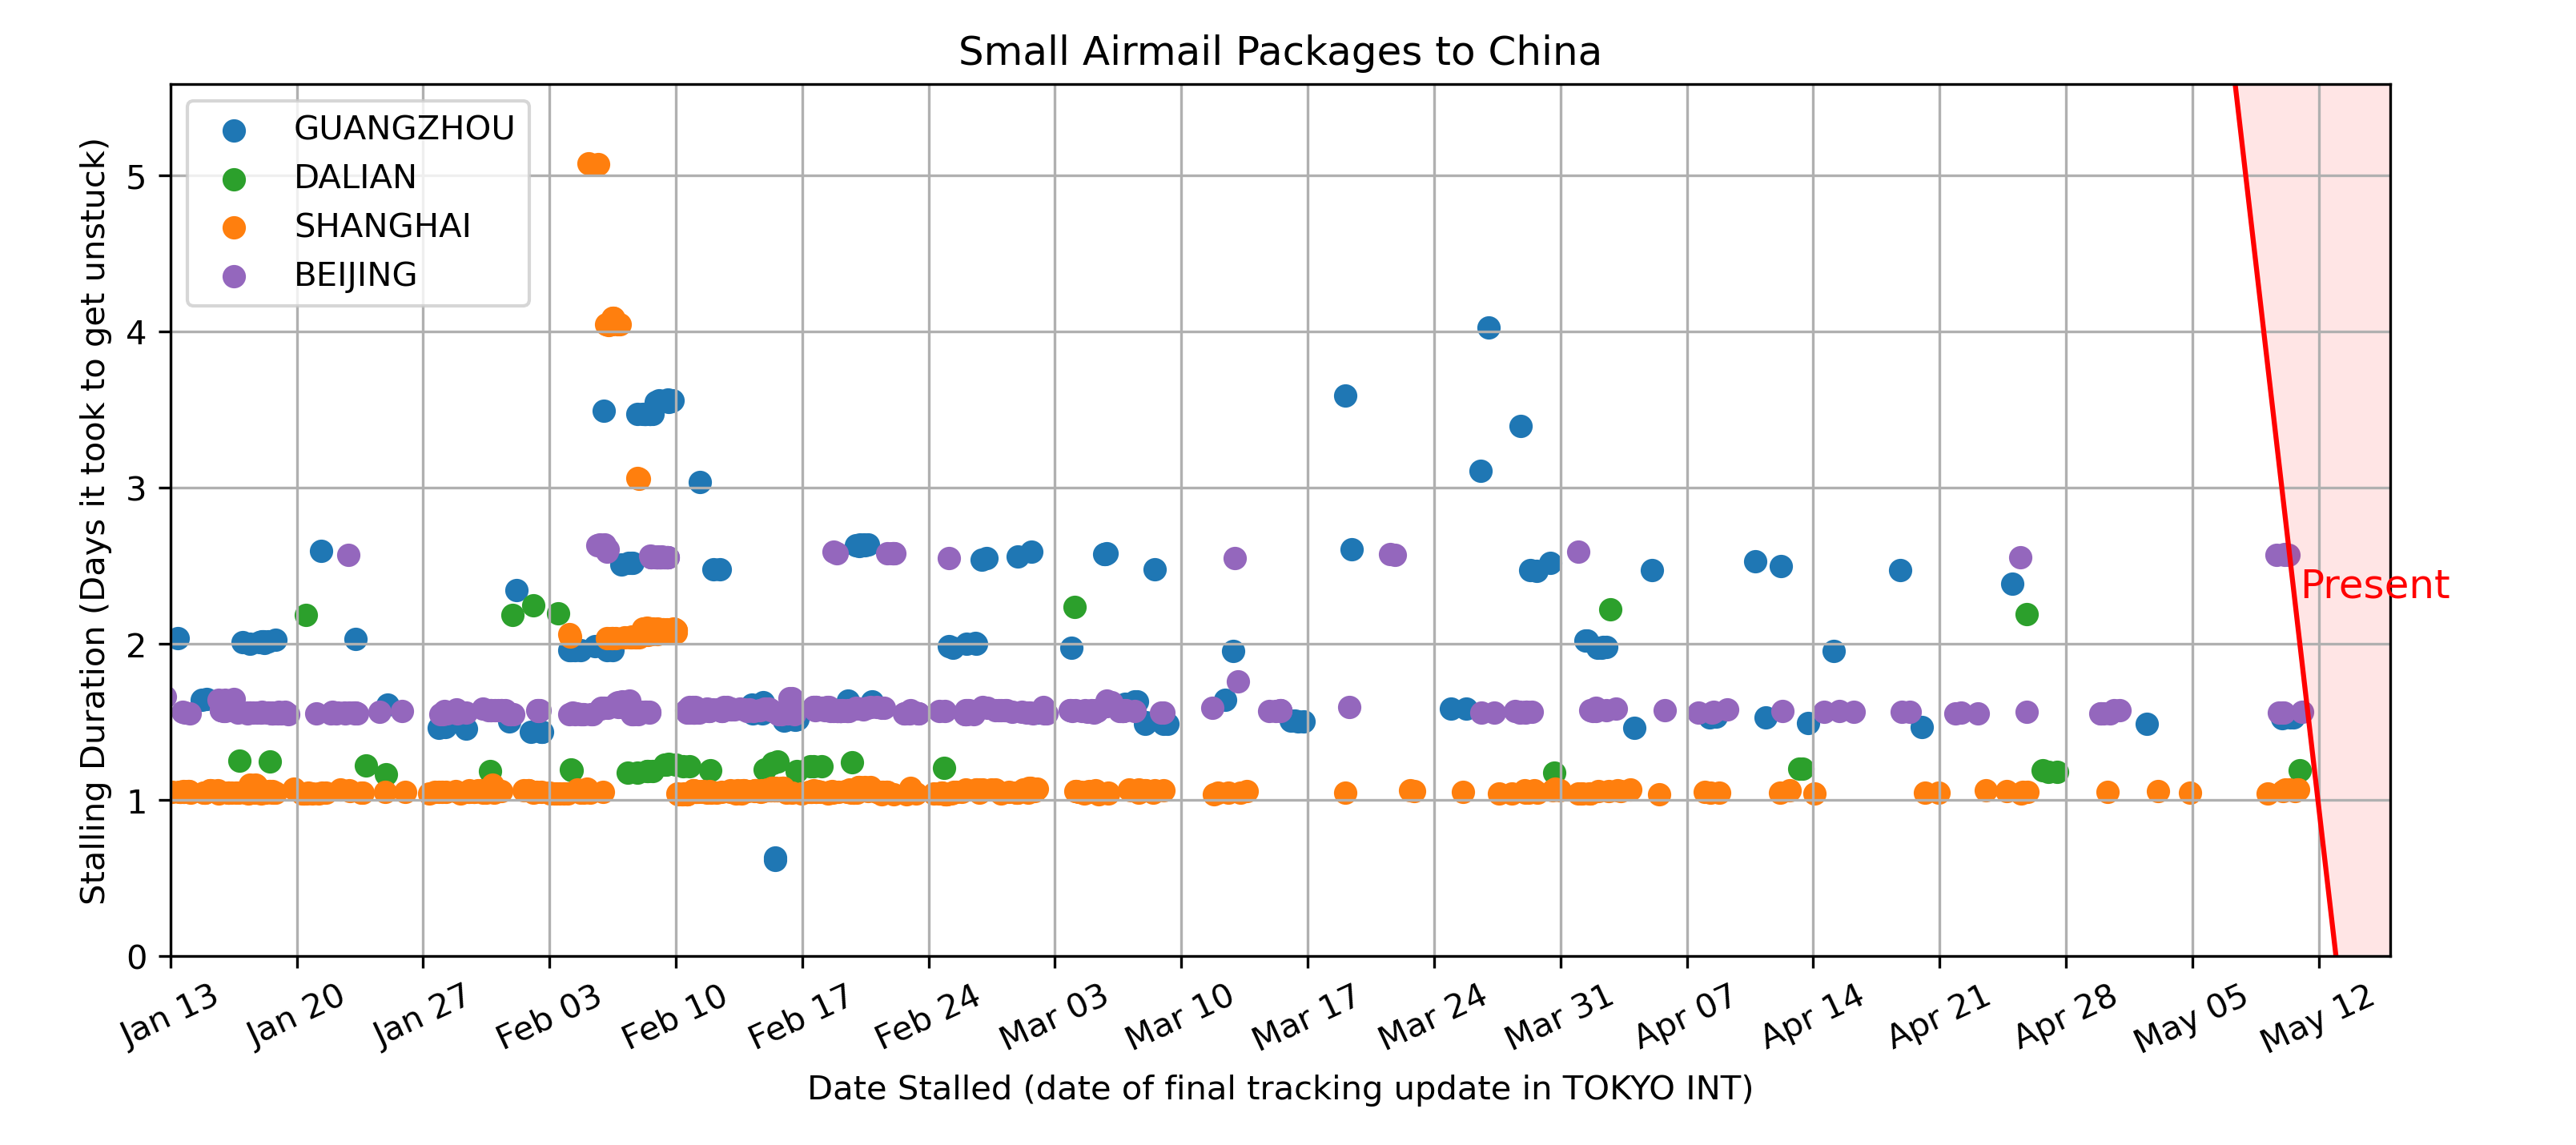 Small Airmail Packages to China
GUANGZHOU
DALIAN
SHANGHAI
BEIJING
Stalling Duration (Days it took to get unstuck)
5
4
3
2
1
0
Present
Jan 13
Jan 20
Jan 27
Feb 03
Feb 10
Feb 17
Feb 24
Mar 03
Mar 10
Mar 17
Mar 24
Mar 31
Apr 07
Apr 14
Apr 21
Apr 28
May 05
May 12
Date Stalled (date of final tracking update in TOKYO INT)